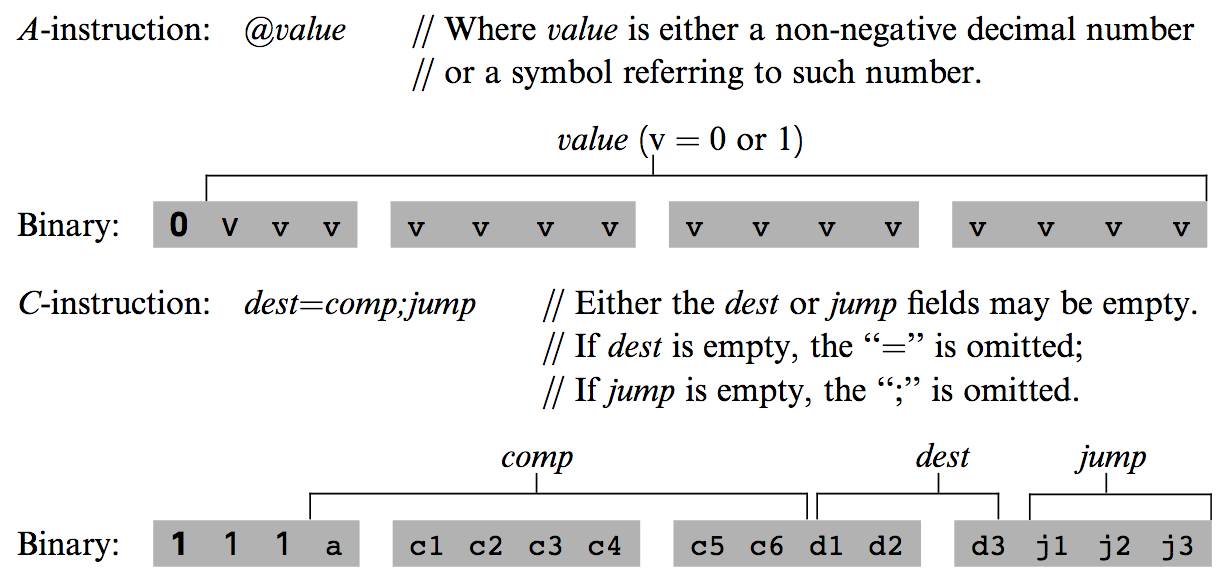 A-instruction: @value // Where value is either a non-negative decimal number
// or a symbol referring to such number.
value (v = 0 or 1)
Binary: 0 v v v v v v v v v v v v v v v
C-instruction: dest=comp;jump // Either the dest or jump fields may be empty.
// If dest is empty, the “=” is omitted;
// If jump is empty, the “;” is omitted.
comp dest jump
Binary: 1 1 1 a c1 c2 c3 c4 c5 c6 d1 d2 d3 j1 j2 j3